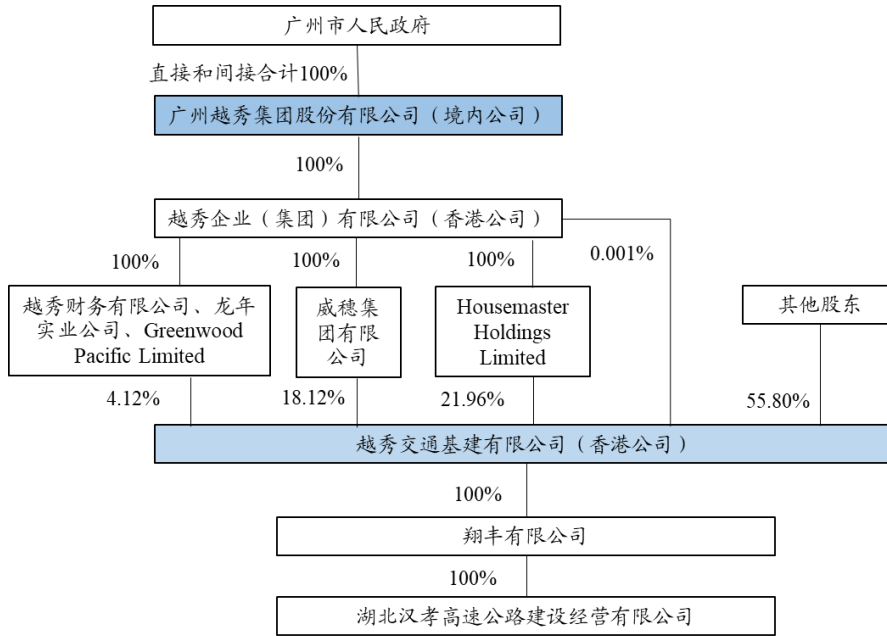 广州市人民政府
直接和间接合计100%
广州越秀集团股份有限公司（境内公司）
100%
越秀企业（集团）有限公司（香港公司）
100%
100%
100%
0.001%
越秀财务有限公司、龙年
实业公司、Greenwood
Pacific Limited
威穗集
团有限
公司
Housemaster
Holdings
Limited
其他股东
4.12%
18.12%
21.96%
55.80%
越秀交通基建有限公司（香港公司）
100%
翔丰有限公司
100%
湖北汉孝高速公路建设经营有限公司